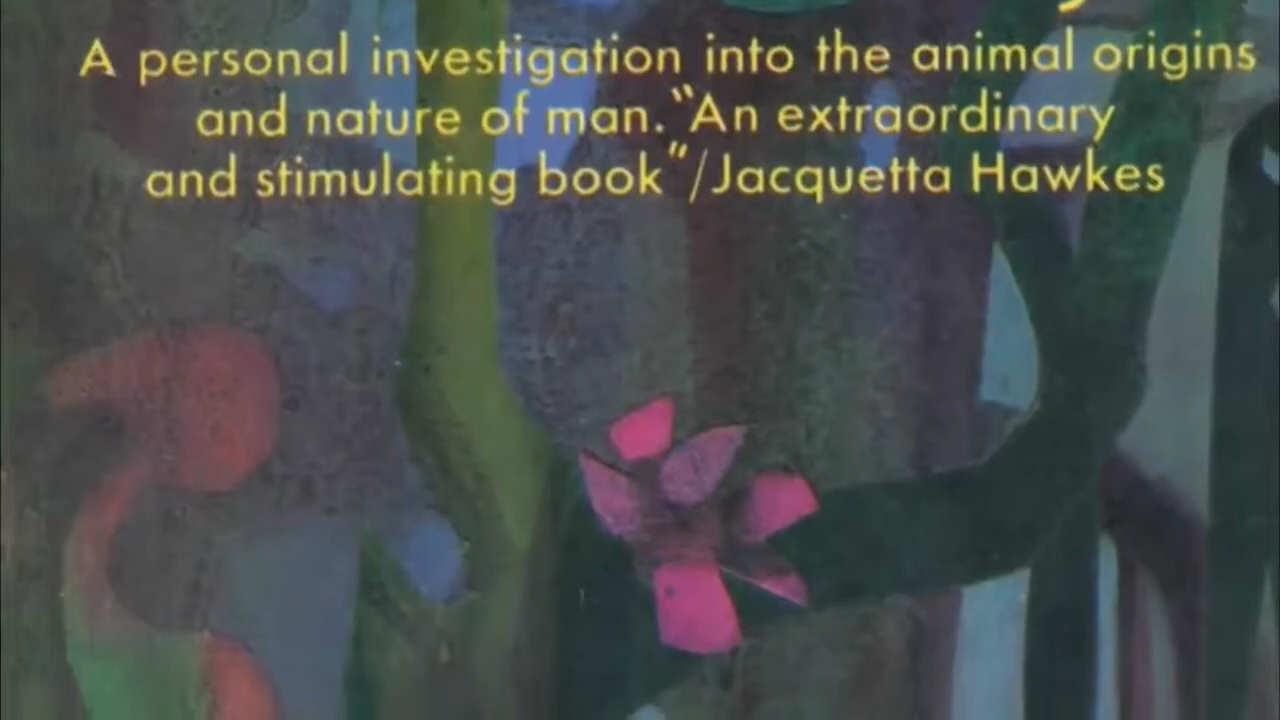 A personal investigation into the animal origins
and nature of man. "An extraordinary
and stimulating book"/Jacquetta Hawkes